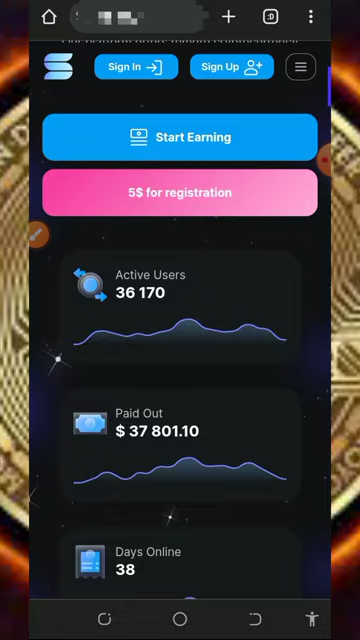 :D
Sign In
Sign Up
Start Earning
5$ for registration
Active Users
36 170
Paid Out
$ 37 801.10
Days Online
38